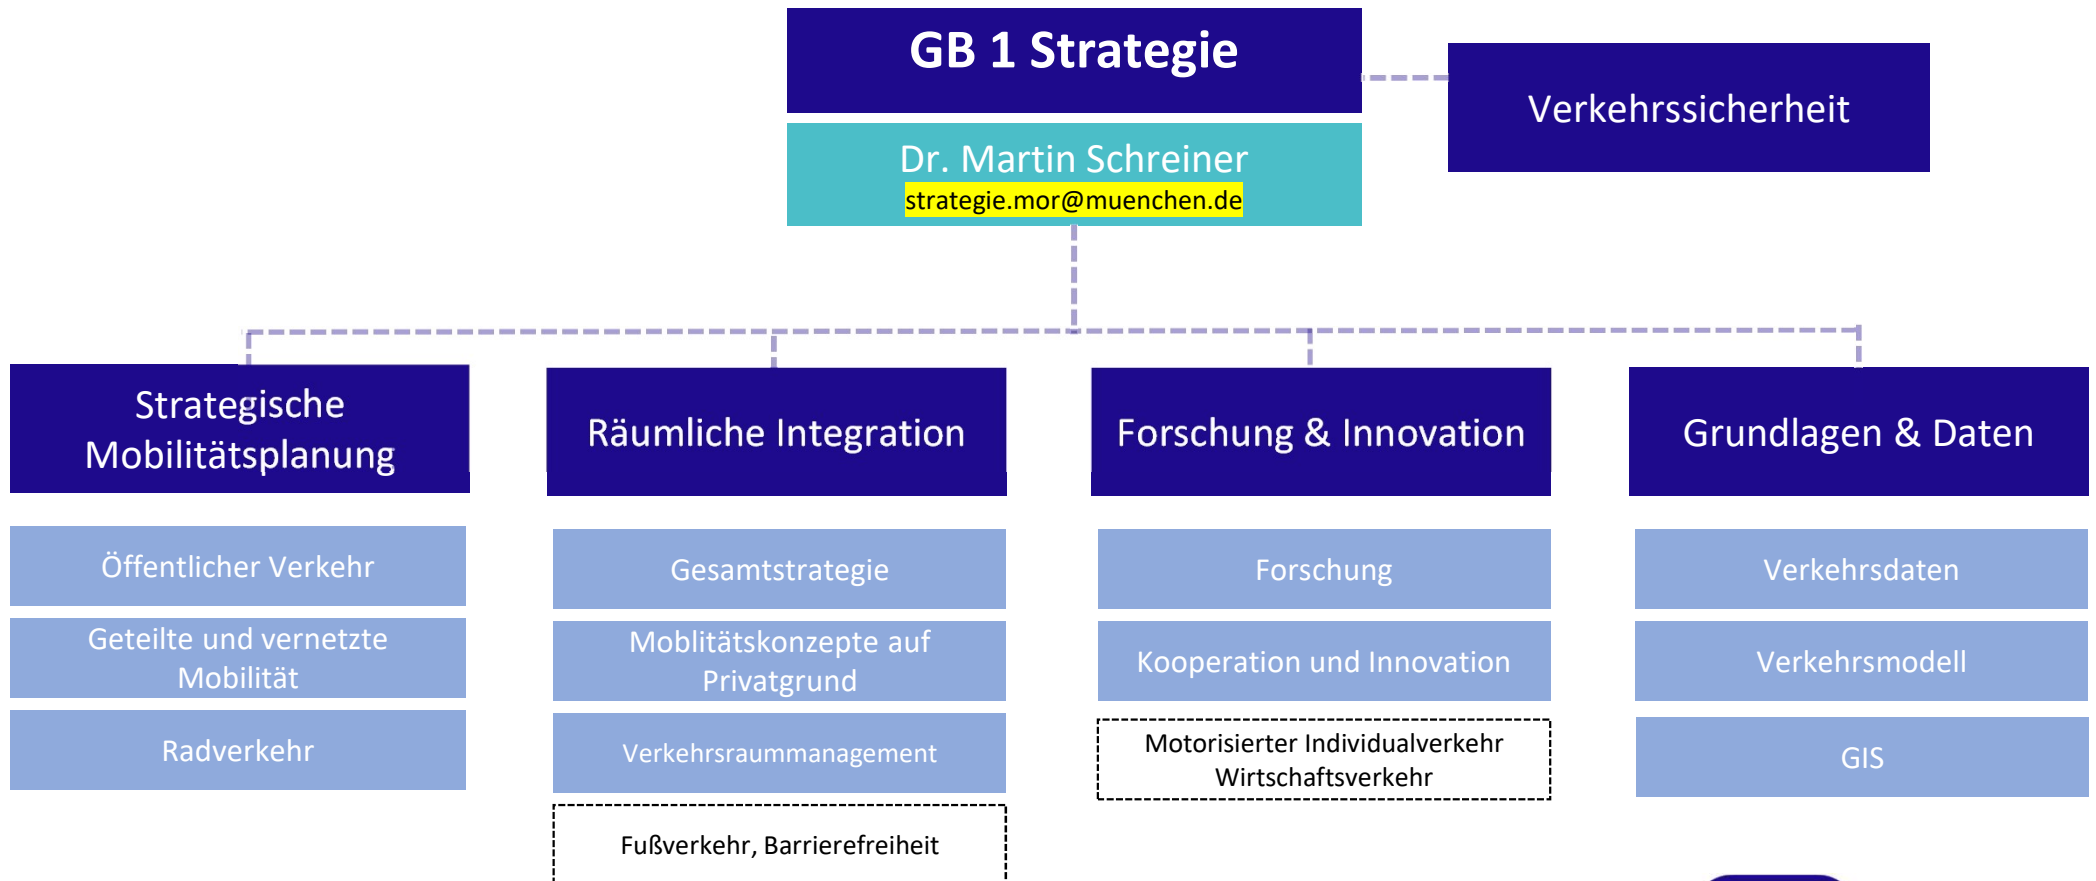 GB 1 Strategie
Verkehrssicherheit
Dr. Martin Schreiner
strategie.mor@muenchen.de
Strategische
Mobilitätsplanung
Öffentlicher Verkehr
Geteilte und vernetzte
Mobilität
Radverkehr
Räumliche Integration
Gesamtstrategie
Moblitätskonzepte auf
Privatgrund
Verkehrsraummanagement
Fußverkehr, Barrierefreiheit
Forschung & Innovation
Forschung
Kooperation und Innovation
Motorisierter Individualverkehr
Wirtschaftsverkehr
Grundlagen & Daten
Verkehrsdaten
Verkehrsmodell
GIS